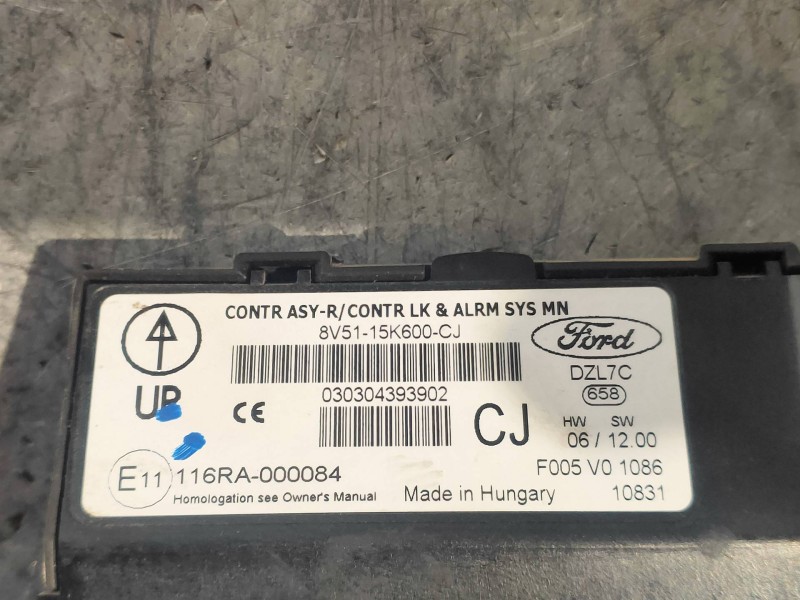 CONTR ASY-R/CONTR LK & ALRM SYS MN
8V51-15K600-CJ
Ford
DZL7C
658
UP
CE
030304393902
CJ
HW SW
06 / 12.00
E11 116RA-000084
Homologation see Owner's Manual
Made in Hungary
F005 V0 1086
10831